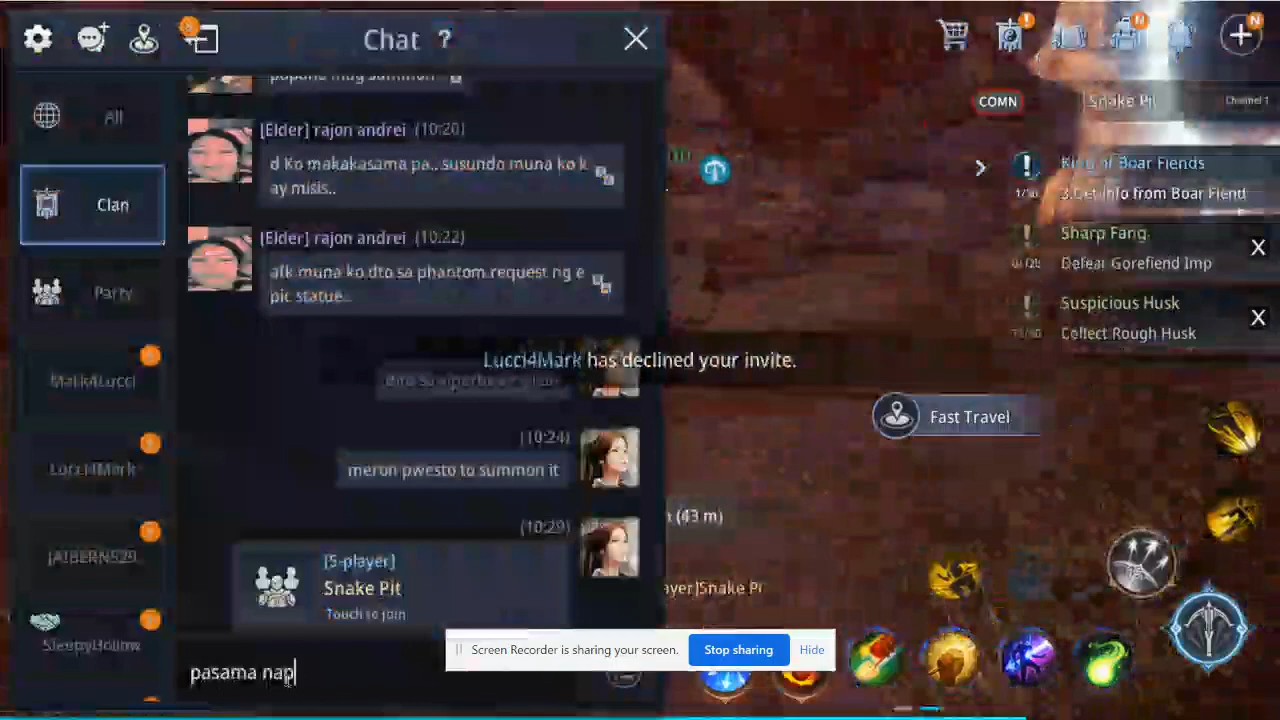 Chat ?
All
Clan
Party
Mark4Lucci
Lucci4Mark
SleepyHollow
[Elder] rajon andrei (10:20)
d Ko makakasama pa.. susundo muna ko k
ay misis..
[Elder] rajon andrei (10:22)
afk muna ko dto sa phantom request ng e
pic statue..
(10:24)
meron pwesto to summon it
(10:29)
[5-player]
Snake Pit
Touch to join
pasama nap
Lucci4Mark has declined your invite.
COMN
Snake Pit
Channel 1
King of Boar Fiends
3.Get info from Boar Fiend
Sharp Fang
Defeat Gorefiend Imp
X
Suspicious Husk
Collect Rough Husk
X
Fast Travel
(43 m)
Snake Pi
Screen Recorder is sharing your screen.
Stop sharing
Hide